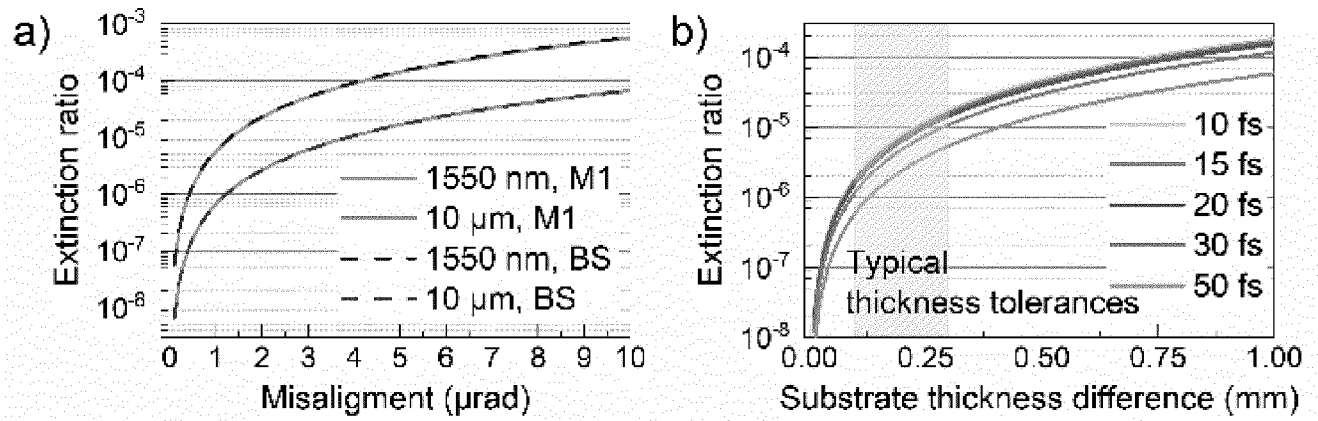 a)
Extinction ratio
10⁻³
10⁻⁴
10⁻⁵
10⁻⁶
10⁻⁷
10⁻⁸
1550 nm, M1
10 µm, M1
1550 nm, BS
10 µm, BS
0 1 2 3 4 5 6 7 8 9 10
Misaligment (µrad)
b)
Extinction ratio
10⁻⁴
10⁻⁵
10⁻⁶
10⁻⁷
10⁻⁸
10 fs
15 fs
20 fs
30 fs
50 fs
Typical
thickness tolerances
0.00 0.25 0.50 0.75 1.00
Substrate thickness difference (mm)